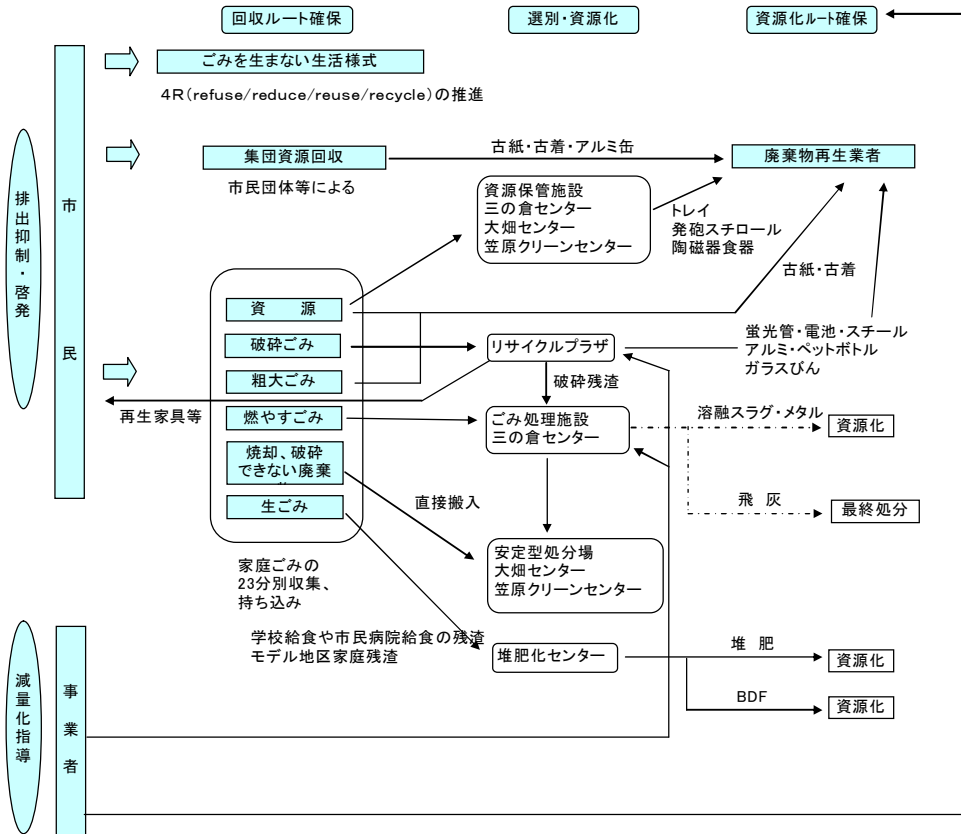 回収ルート確保
選別・資源化
資源化ルート確保
ごみを生まない生活様式
4R(refuse/reduce/reuse/recycle)の推進
集団資源回収
古紙・古着・アルミ缶
廃棄物再生業者
市民団体等による
資源保管施設
三の倉センター
大畑センター
笠原クリーンセンター
トレイ
発砲スチロール
陶磁器食器
排出抑制・啓発
市民
古紙・古着
資 源
破砕ごみ
リサイクルプラザ
蛍光管・電池・スチール
アルミ・ペットボトル
ガラスびん
粗大ごみ
破砕残渣
再生家具等
燃やすごみ
ごみ処理施設
三の倉センター
溶融スラグ・メタル
資源化
焼却、破砕
できない廃棄
直接搬入
飛 灰
最終処分
生ごみ
安定型処分場
大畑センター
笠原クリーンセンター
家庭ごみの
23分別収集、
持ち込み
学校給食や市民病院給食の残渣
モデル地区家庭残渣
堆肥化センター
堆 肥
資源化
BDF
資源化
減量化指導
事業者